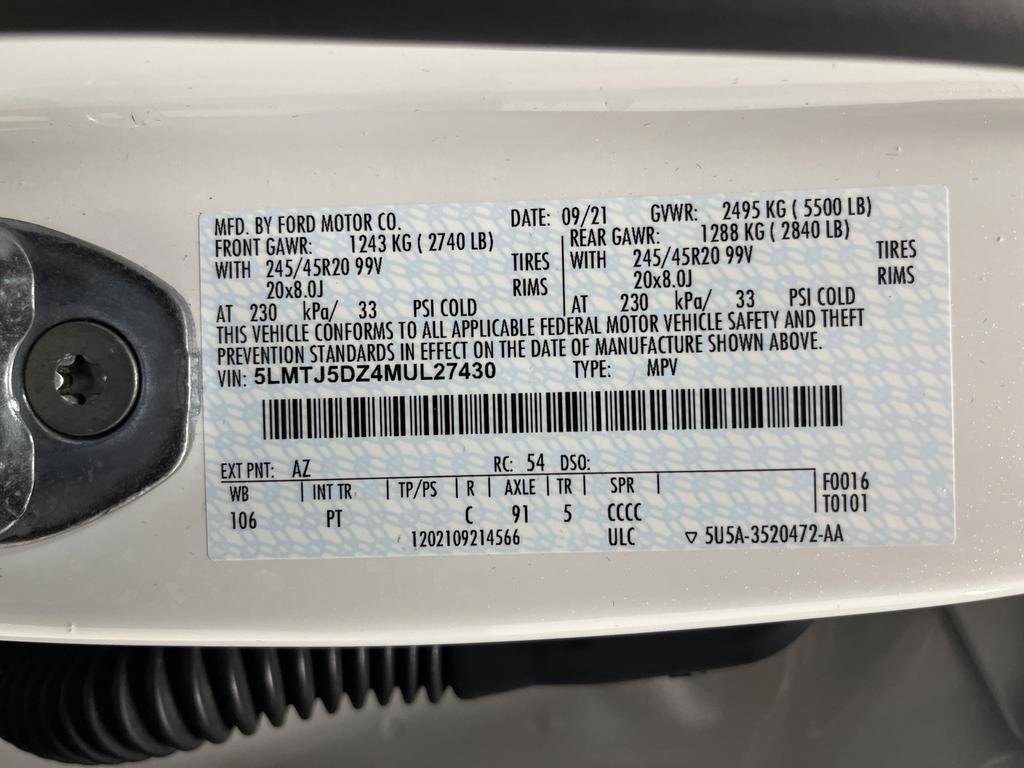 MFD. BY FORD MOTOR CO. DATE: 09/21 GVWR: 2495 KG ( 5500 LB)
FRONT GAWR: 1243 KG ( 2740 LB) REAR GAWR: 1288 KG ( 2840 LB)
WITH 245/45R20 99V TIRES WITH 245/45R20 99V TIRES
20x8.0J RIMS 20x8.0J RIMS
AT 230 kPa/ 33 PSI COLD AT 230 kPa/ 33 PSI COLD
THIS VEHICLE CONFORMS TO ALL APPLICABLE FEDERAL MOTOR VEHICLE SAFETY AND THEFT
PREVENTION STANDARDS IN EFFECT ON THE DATE OF MANUFACTURE SHOWN ABOVE.
VIN: 5LMTJ5DZ4MUL27430 TYPE: MPV
EXT PNT: AZ RC: 54 DSO:
WB INT TR TP/PS R AXLE TR SPR F0016
106 PT C 91 5 CCCC T0101
1202109214566 ULC ▽ 5U5A-3520472-AA